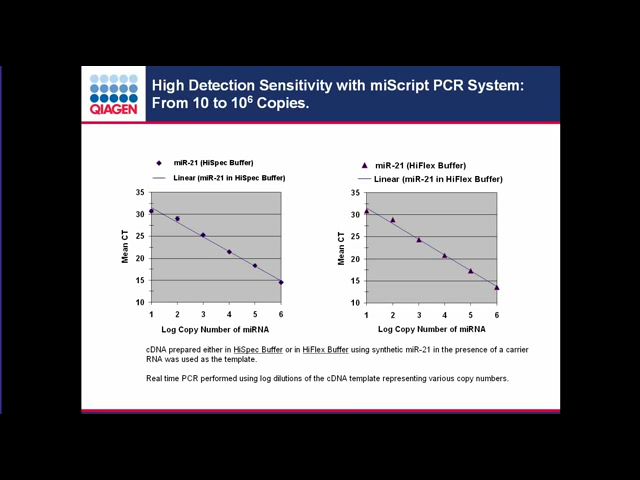 QIAGEN
High Detection Sensitivity with miScript PCR System:
From 10 to 10⁶ Copies.
miR-21 (HiSpec Buffer)
Linear (miR-21 in HiSpec Buffer)
35
30
25
20
15
10
Mean CT
1 2 3 4 5 6
Log Copy Number of miRNA
miR-21 (HiFlex Buffer)
Linear (miR-21 in HiFlex Buffer)
35
30
25
20
15
10
Mean CT
1 2 3 4 5 6
Log Copy Number of miRNA
cDNA prepared either in HiSpec Buffer or in HiFlex Buffer using synthetic miR-21 in the presence of a carrier
RNA was used as the template.
Real time PCR performed using log dilutions of the cDNA template representing various copy numbers.